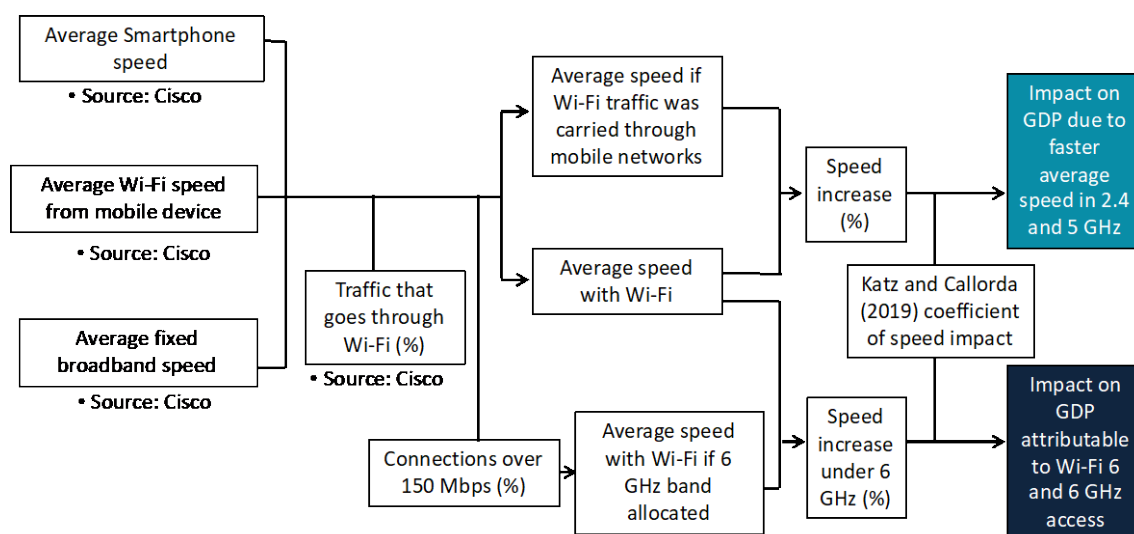 Average Smartphone
speed
• Source: Cisco
Average Wi-Fi speed
from mobile device
• Source: Cisco
Average fixed
broadband speed
• Source: Cisco
Traffic that
goes through
Wi-Fi (%)
• Source: Cisco
Connections over
150 Mbps (%)
Average speed if
Wi-Fi traffic was
carried through
mobile networks
Average speed
with Wi-Fi
Average speed
with Wi-Fi if 6
GHz band
allocated
Speed
increase
(%)
Speed
increase
under 6
GHz (%)
Impact on
GDP due to
faster
average
speed in 2.4
and 5 GHz
Katz and Callorda
(2019) coefficient
of speed impact
Impact on
GDP
attributable
to Wi-Fi 6
and 6 GHz
access